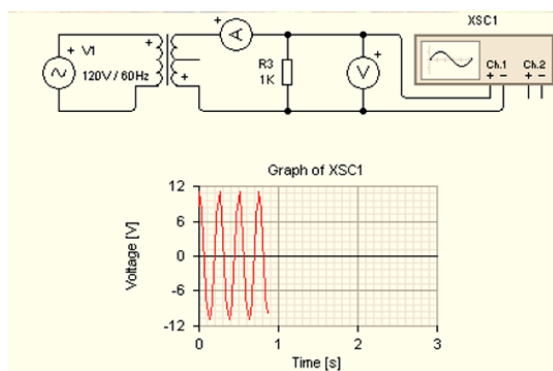 XSC1
V1
120V / 60Hz
A
R3
1K
V
Ch.1
Ch.2
Graph of XSC1
Voltage [V]
12
6
0
-6
-12
0
1
2
3
Time [s]